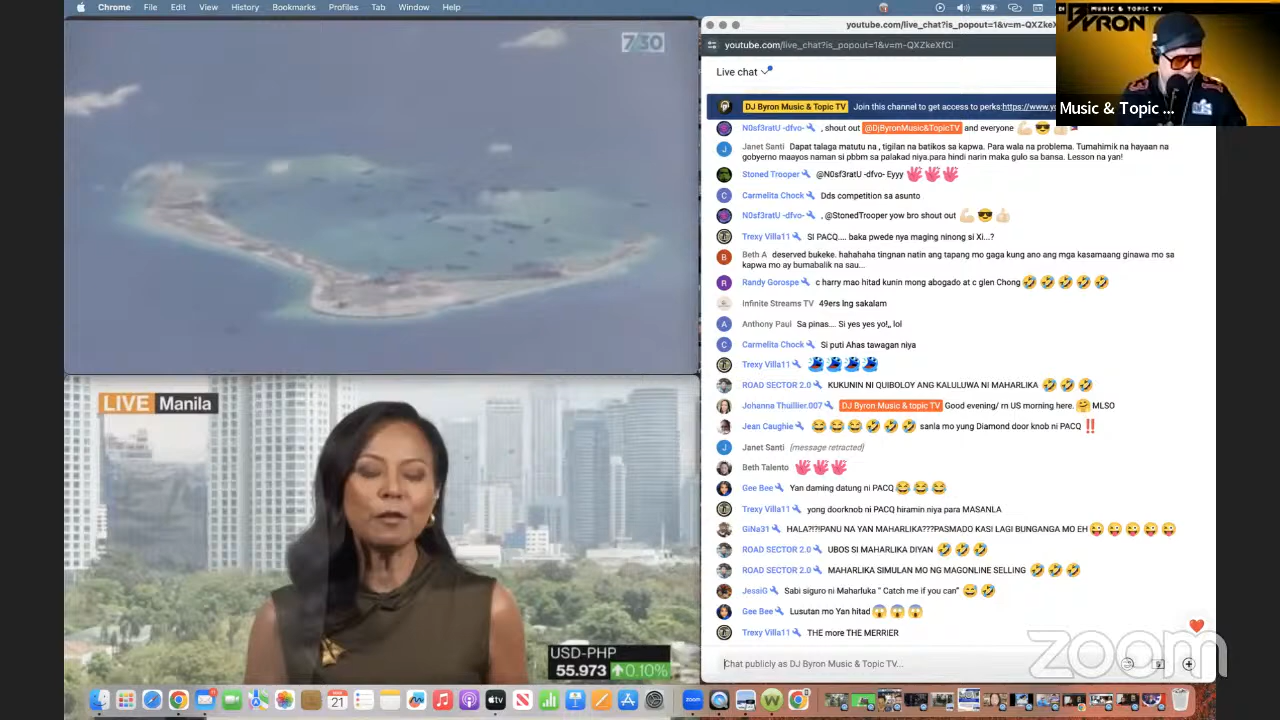 Chrome File Edit View History Bookmarks Profiles Tab Window Help
7.30
youtube.com/live_chat?is_popout=1&v=m-QXZkeX
youtube.com/live_chat?is_popout=1&v=m-QXZkeXfCi
MUSIC & TOPIC TV
BYRON
Music & Topic ...
Live chat
DJ Byron Music & Topic TV Join this channel to get access to perks:https://www.yo
N0sf3ratU -dfvo- , shout out @DjByronMusic&TopicTV and everyone 💪🏻😎👍🏻🇵🇭
Janet Santi Dapat talaga matutu na , tigilan na batikos sa kapwa. Para wala na problema. Tumahimik na hayaan na
gobyerno maayos naman si pbbm sa palakad niya.para hindi narin maka gulo sa bansa. Lesson na yan!
Stoned Trooper @N0sf3ratU -dfvo- Eyyy
Carmelita Chock Dds competition sa asunto
N0sf3ratU -dfvo- , @StonedTrooper yow bro shout out 💪🏻😎👍🏻
Trexy Villa11 SI PACQ.... baka pwede nya maging ninong si Xi...?
Beth A deserved bukeke. hahahaha tingnan natin ang tapang mo gaga kung ano ang mga kasamaang ginawa mo sa
kapwa mo ay bumabalik na sau...
Randy Gorospe c harry mao hitad kunin mong abogado at c glen Chong 🤣🤣🤣🤣🤣
Infinite Streams TV 49ers lng sakalam
Anthony Paul Sa pinas.... Si yes yes yo!,, lol
Carmelita Chock Si puti Ahas tawagan niya
Trexy Villa11
ROAD SECTOR 2.0 KUKUNIN NI QUIBOLOY ANG KALULUWA NI MAHARLIKA 🤣🤣🤣
Johanna Thuillier.007 DJ Byron Music & topic TV Good evening/ rn US morning here. 🤗 MLSO
Jean Caughie 😂😂😂🤣🤣🤣 sanla mo yung Diamond door knob ni PACQ ‼️
Janet Santi [message retracted]
Beth Talento
Gee Bee Yan daming datung ni PACQ 😂😂😂
Trexy Villa11 yong doorknob ni PACQ hiramin niya para MASANLA
GiNa31 HALA?!?!PANU NA YAN MAHARLIKA???PASMADO KASI LAGI BUNGANGA MO EH 😜😜😜😜😜
ROAD SECTOR 2.0 UBOS SI MAHARLIKA DIYAN 🤣🤣🤣
ROAD SECTOR 2.0 MAHARLIKA SIMULAN MO NG MAGONLINE SELLING 🤣🤣🤣
JessiG Sabi siguro ni Maharluka " Catch me if you can" 😅🤣
Gee Bee Lusutan mo Yan hitad 😱😱😱
Trexy Villa11 THE more THE MERRIER
Chat publicly as DJ Byron Music & Topic TV...
zoom
LIVE Manila
USD-PHP
55.973 0.10%